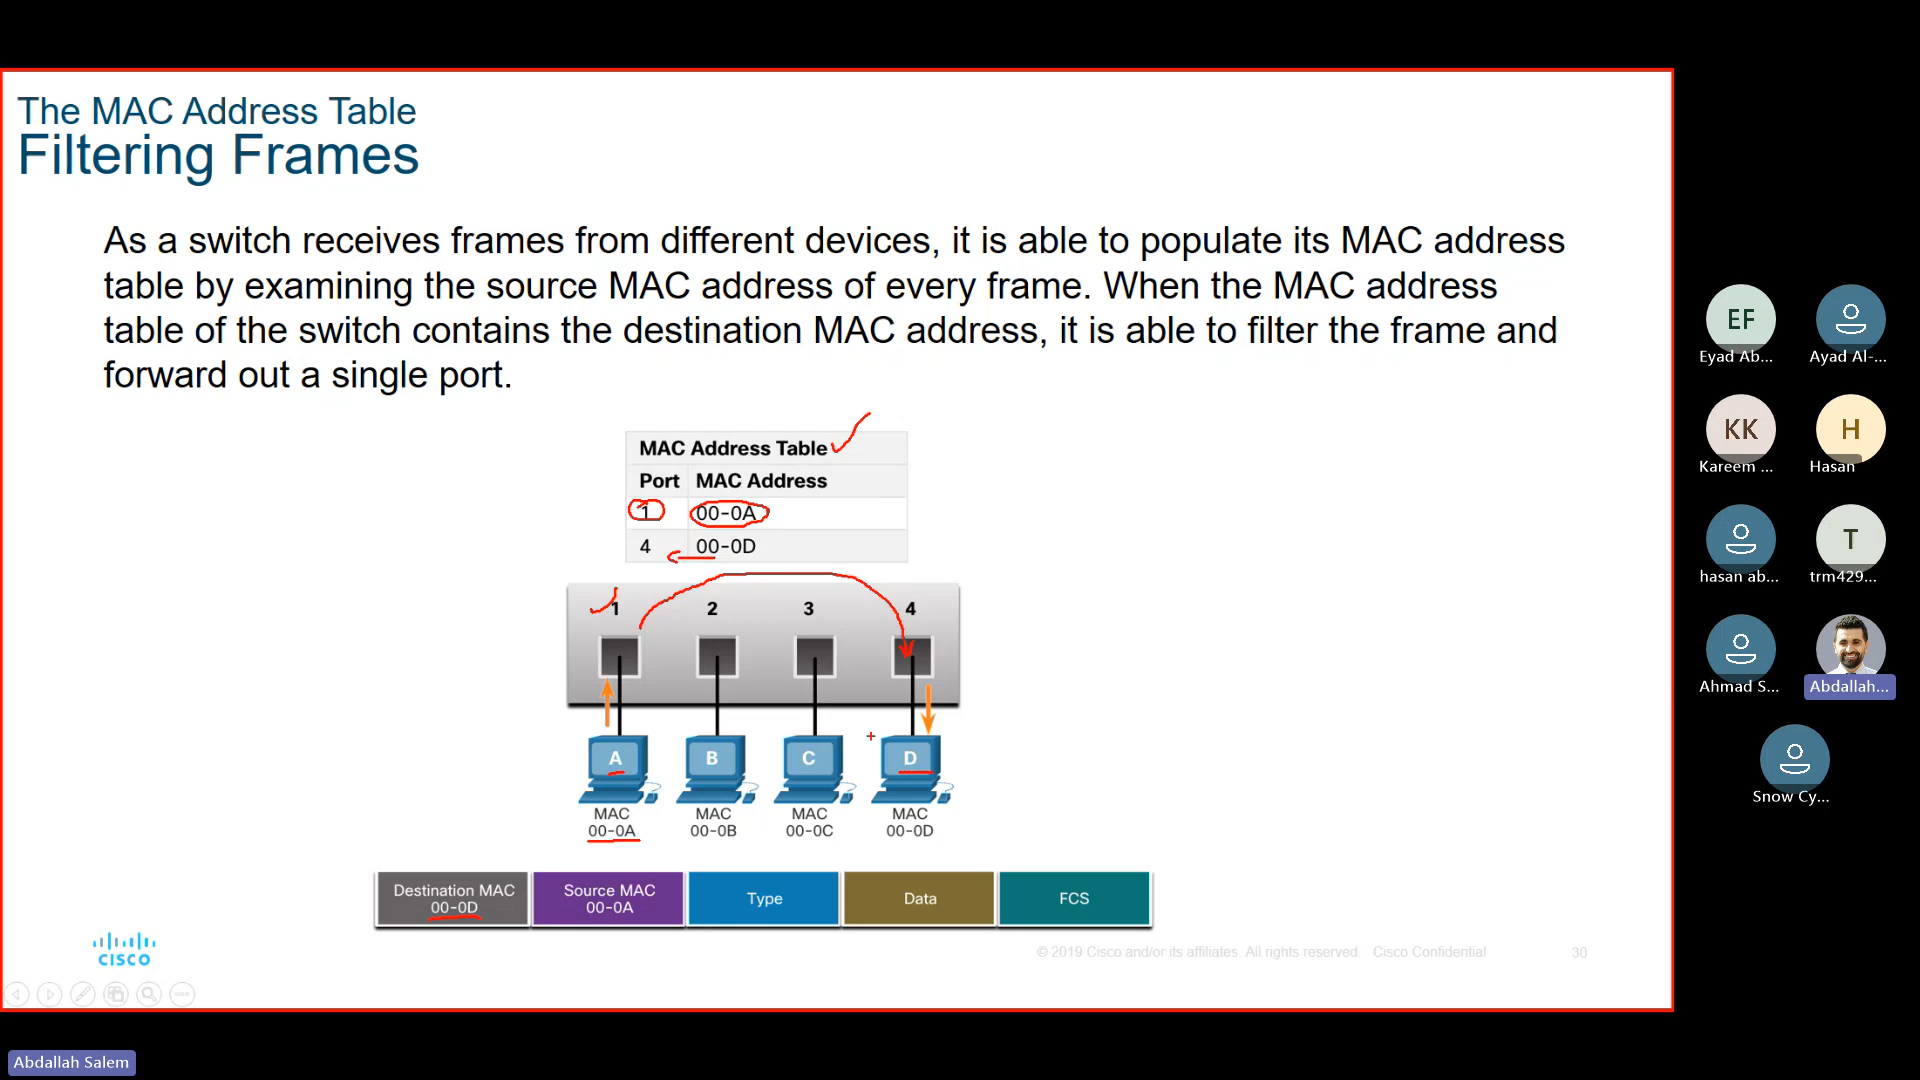 The MAC Address Table
Filtering Frames
As a switch receives frames from different devices, it is able to populate its MAC address
table by examining the source MAC address of every frame. When the MAC address
table of the switch contains the destination MAC address, it is able to filter the frame and
forward out a single port.
MAC Address Table
Port MAC Address
1 00-0A
4 00-0D
1 2 3 4
A B C D
MAC MAC MAC MAC
00-0A 00-0B 00-0C 00-0D
Destination MAC
00-0D
Source MAC
00-0A
Type
Data
FCS
CISCO
© 2019 Cisco and/or its affiliates. All rights reserved. Cisco Confidential
30
EF
Eyad Ab...
Ayad Al-...
KK
Kareem ...
H
Hasan
hasan ab...
T
trm429...
Ahmad S...
Abdallah...
Snow Cy...
Abdallah Salem